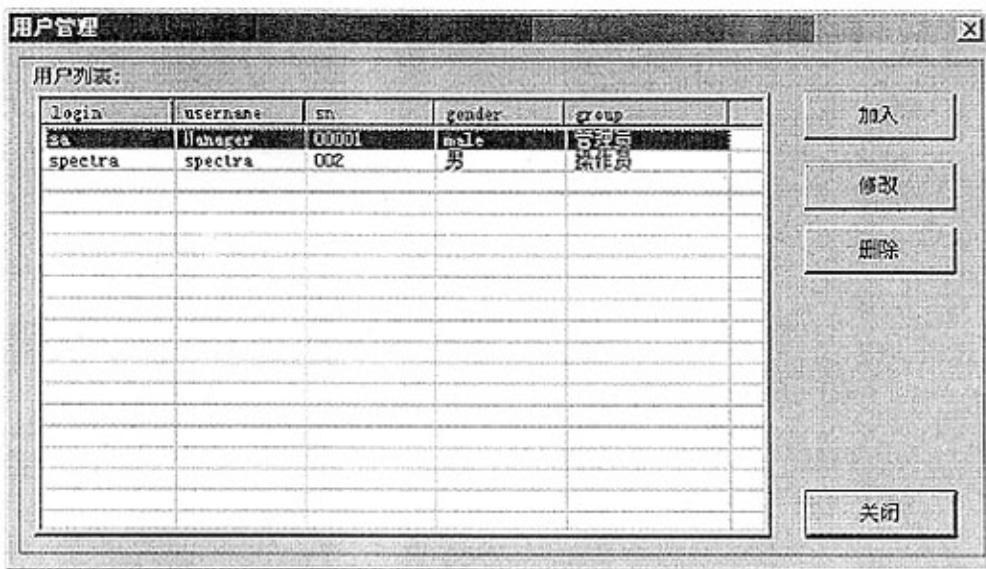 用户管理
用户列表:
login username sn gender group
sa Manager 00001 male 管理员
spectra spectra 002 男 操作员
加入
修改
删除
关闭